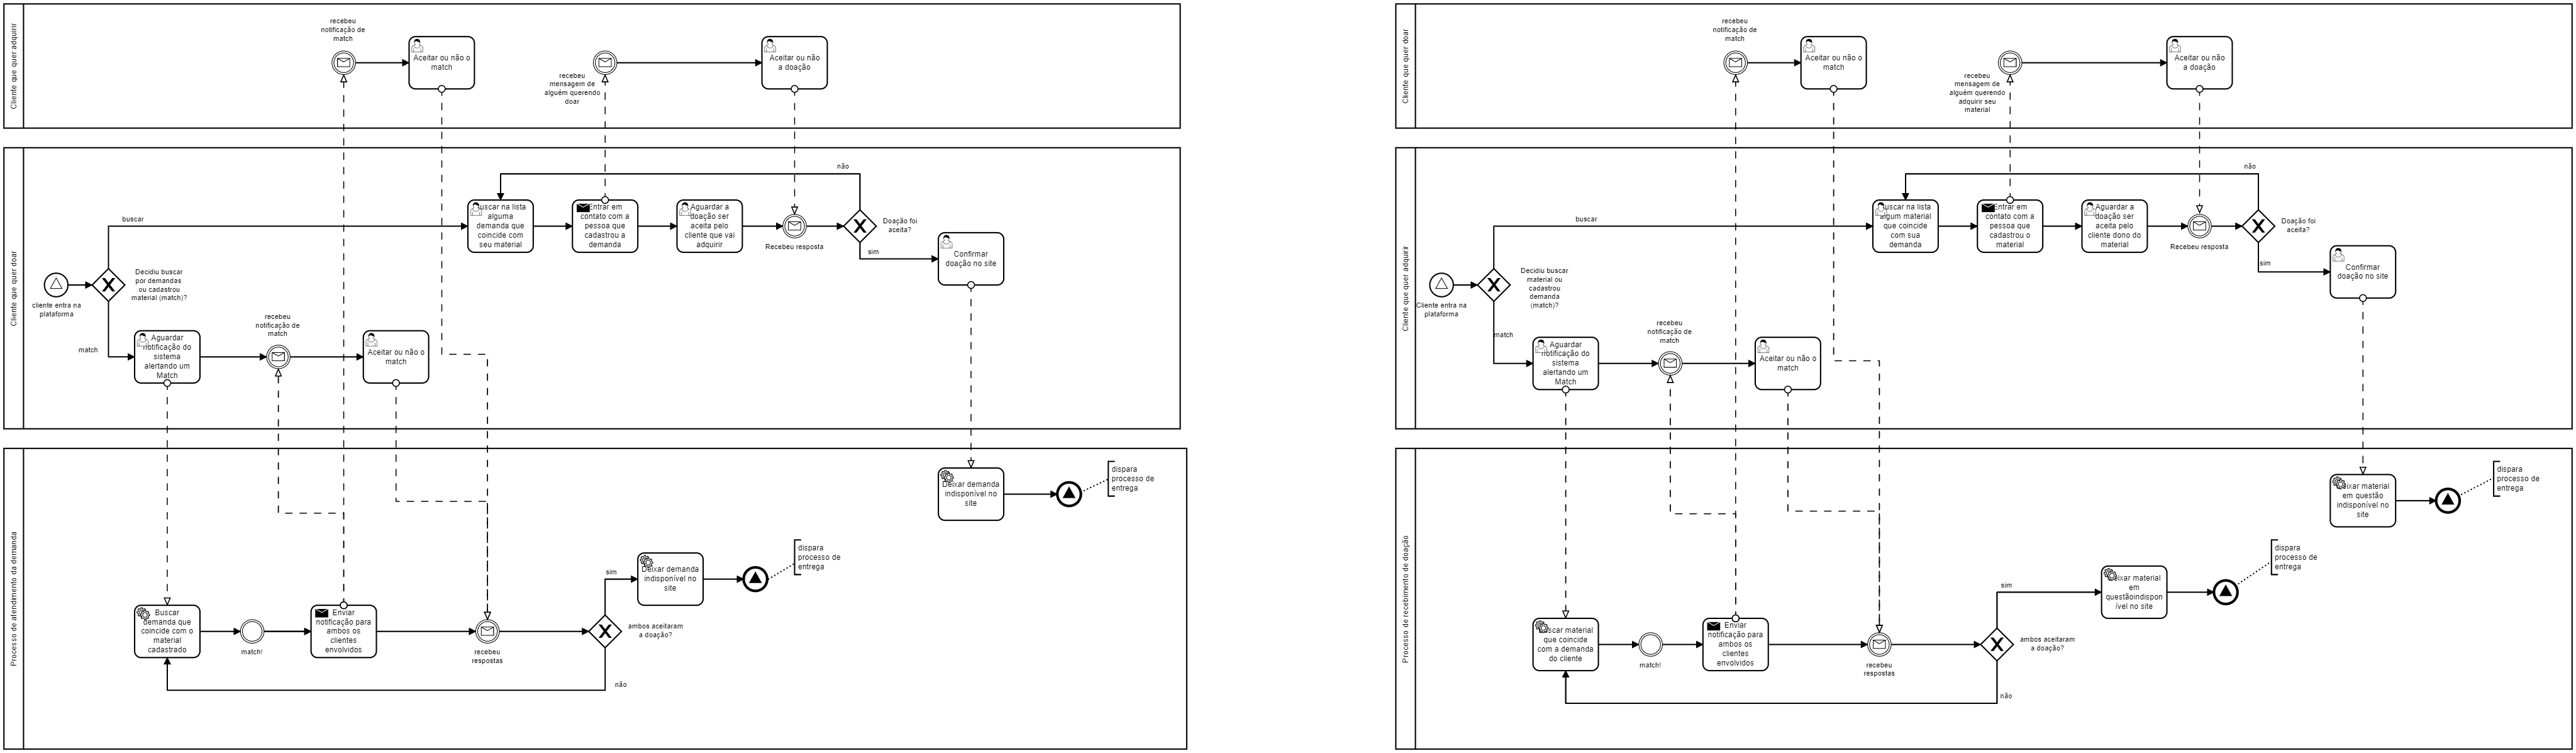 Cliente que quer adquirir
recebeu
notificação de
match
Aceitar ou não o
match
recebeu
mensagem de
alguém querendo
doar
Aceitar ou não
a doação
Cliente que quer doar
cliente entra na
plataforma
Decidiu buscar
por demandas
ou cadastrou
material (match)?
buscar
match
Buscar na lista
alguma
demanda que
coincide com
seu material
Entrar em
contato com a
pessoa que
cadastrou a
demanda
Aguardar a
doação ser
aceita pelo
cliente que vai
adquirir
Recebeu resposta
não
Doação foi
aceita?
sim
Confirmar
doação no site
Aguardar
notificação do
sistema
alertando um
Match
recebeu
notificação de
match
Aceitar ou não o
match
Processo de atendimento da demanda
Buscar
demanda que
coincide com o
material
cadastrado
match!
Enviar
notificação para
ambos os
clientes
envolvidos
recebeu
respostas
ambos aceitaram
a doação?
sim
não
Deixar demanda
indisponível no
site
dispara
processo de
entrega
Deixar demanda
indisponível no
site
dispara
processo de
entrega
Cliente que quer doar
recebeu
notificação de
match
Aceitar ou não o
match
recebeu
mensagem de
alguém querendo
adquirir seu
material
Aceitar ou não
a doação
Cliente que quer adquirir
Cliente entra na
plataforma
Decidiu buscar
material ou
cadastrou
demanda
(match)?
buscar
match
Buscar na lista
algum material
que coincide
com sua
demanda
Entrar em
contato com a
pessoa que
cadastrou o
material
Aguardar a
doação ser
aceita pelo
cliente dono do
material
Recebeu resposta
não
Doação foi
aceita?
sim
Confirmar
doação no site
Aguardar
notificação do
sistema
alertando um
Match
recebeu
notificação de
match
Aceitar ou não o
match
Processo de recebimento de doação
Buscar material
que coincide
com a demanda
do cliente
match!
Enviar
notificação para
ambos os
clientes
envolvidos
recebeu
respostas
ambos aceitaram
a doação?
sim
não
Deixar material
em
questãoindispon
ível no site
dispara
processo de
entrega
Deixar material
em questão
indisponível no
site
dispara
processo de
entrega